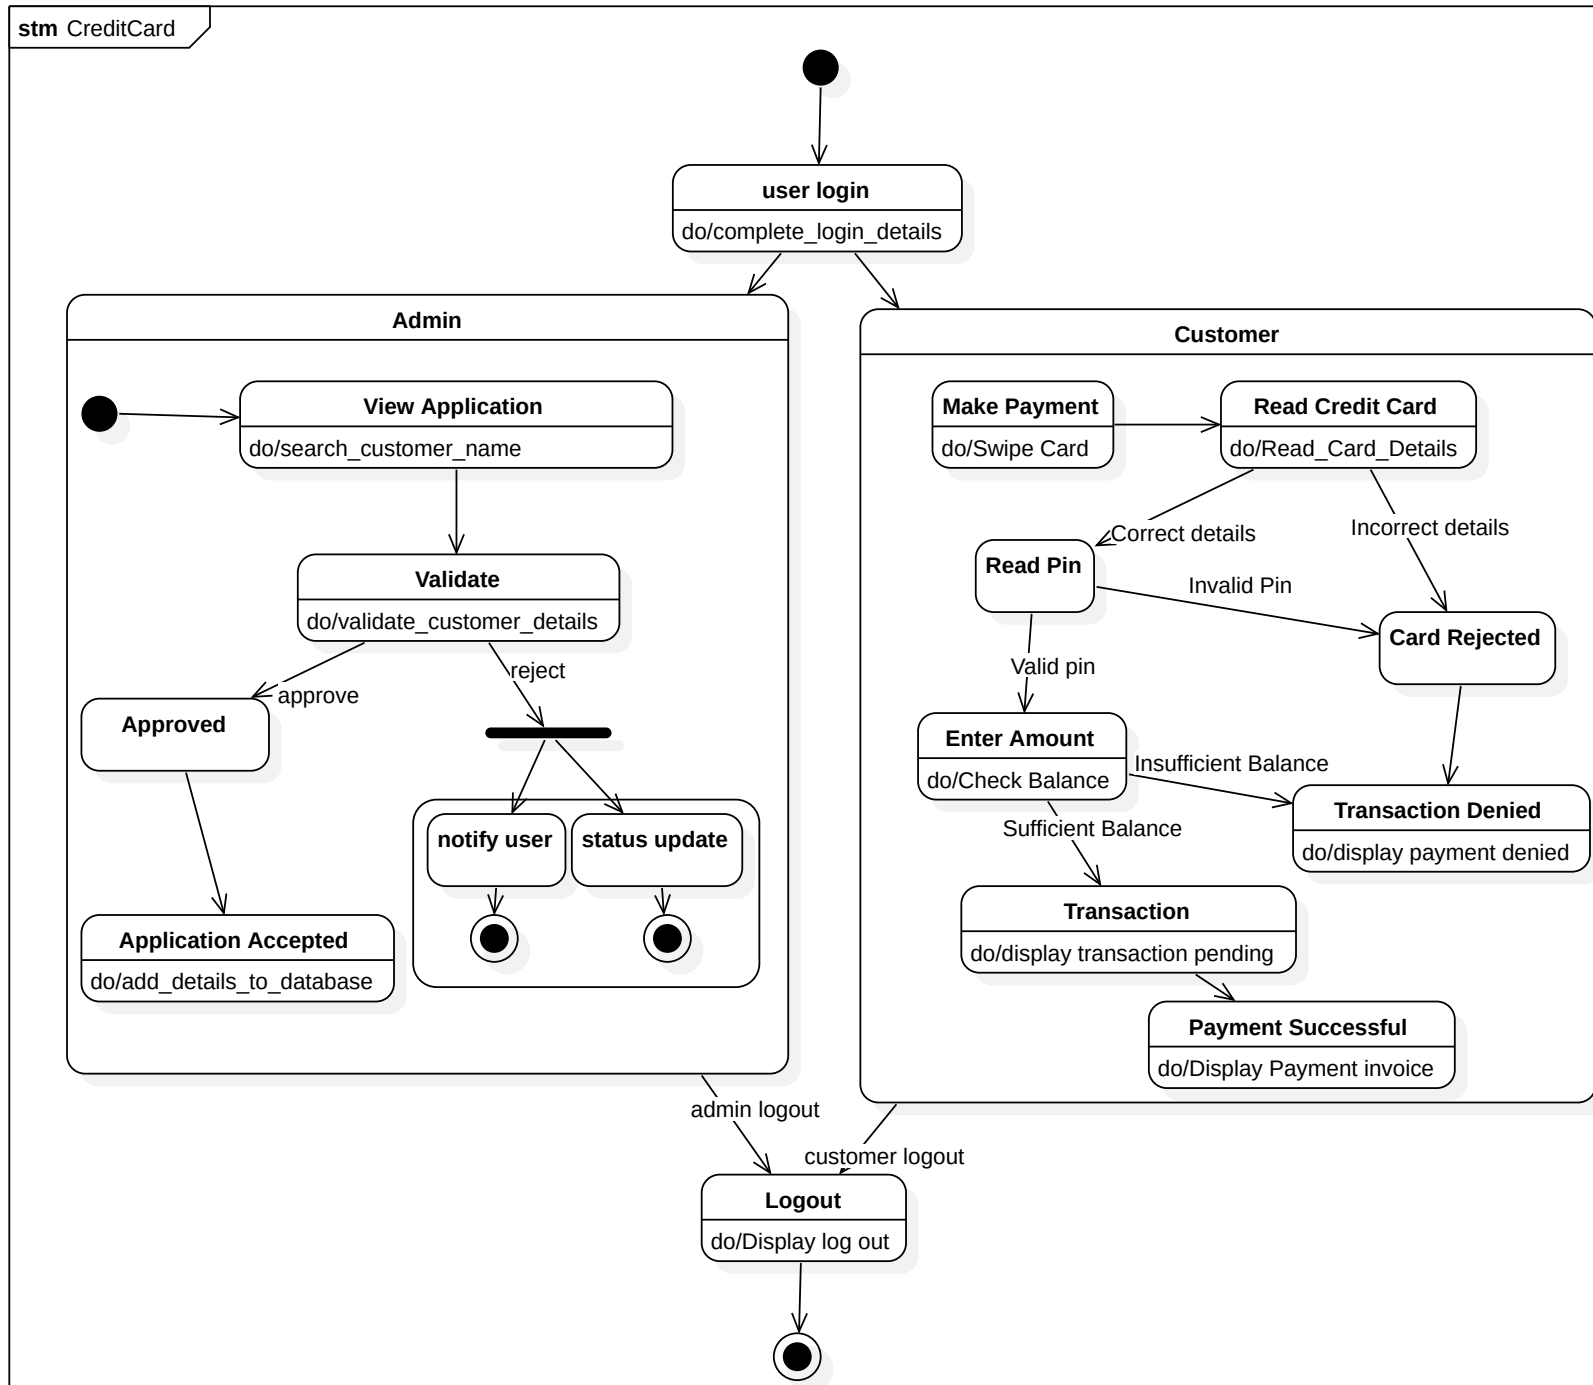 stm CreditCard
user login
do/complete_login_details
Admin
View Application
do/search_customer_name
Validate
do/validate_customer_details
approve
reject
Approved
notify user
status update
Application Accepted
do/add_details_to_database
Customer
Make Payment
do/Swipe Card
Read Credit Card
do/Read_Card_Details
Correct details
Incorrect details
Read Pin
Invalid Pin
Card Rejected
Valid pin
Enter Amount
do/Check Balance
Insufficient Balance
Transaction Denied
do/display payment denied
Sufficient Balance
Transaction
do/display transaction pending
Payment Successful
do/Display Payment invoice
admin logout
customer logout
Logout
do/Display log out